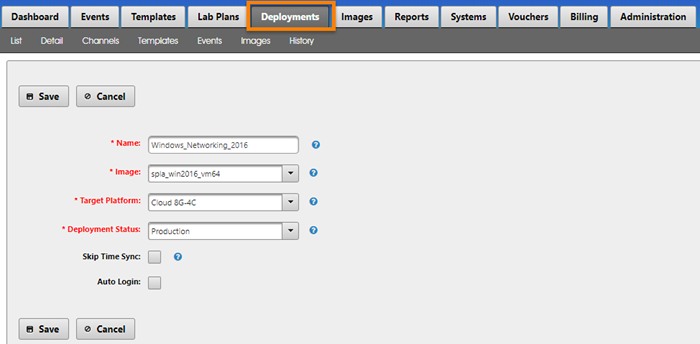 Dashboard Events Templates Lab Plans Deployments Images Reports Systems Vouchers Billing Administration
List Detail Channels Templates Events Images History
Save Cancel
* Name: Windows_Networking_2016 ?
* Image: spla_win2016_vm64 ?
* Target Platform: Cloud 8G-4C ?
* Deployment Status: Production ?
Skip Time Sync: ?
Auto Login:
Save Cancel